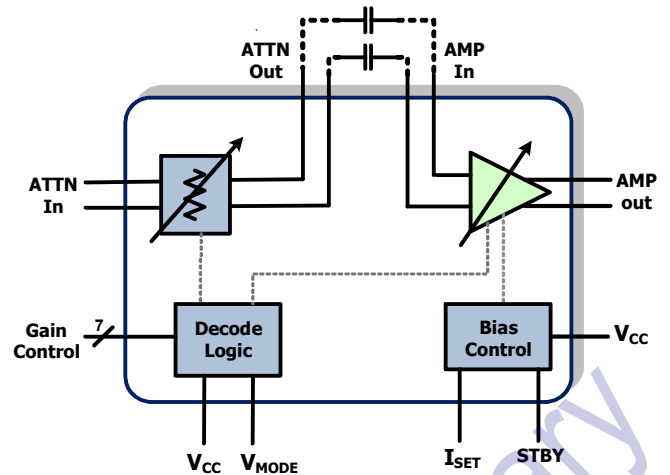 ATTN
Out
AMP
In
ATTN
In
AMP
out
Gain
Control
7
Decode
Logic
Bias
Control
VCC
VCC
VMODE
ISET
STBY